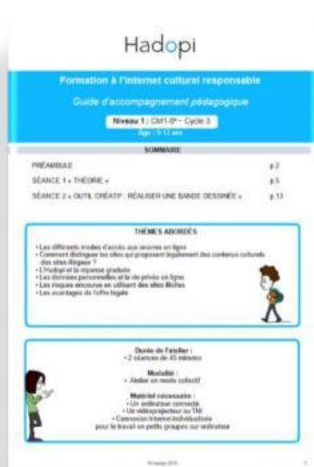 Hadopi
Formation à l'internet culturel responsable
Guide d'accompagnement pédagogique
Niveau 1 : CM1-6e - Cycle 3
Age : 9-12 ans
SOMMAIRE
PRÉAMBULE p.2
SÉANCE 1 « THÉORIE » p.5
SÉANCE 2 « OUTIL CRÉATIF : RÉALISER UNE BANDE DESSINÉE » p.13
THÈMES ABORDÉS
• Les différents modes d'accès aux œuvres en ligne
• Comment distinguer les sites qui proposent légalement des contenus culturels
des sites illégaux ?
• L'Hadopi et la réponse graduée
• Les données personnelles et la vie privée en ligne
• Les risques encourus en utilisant des sites illicites
• Les avantages de l'offre légale
Durée de l'atelier :
• 2 séances de 45 minutes
Modalité :
• Atelier en mode collectif
Matériel nécessaire :
• Un ordinateur connecté
• Un vidéoprojecteur ou TNI
• Connexion Internet individualisée
pour le travail en petits groupes sur ordinateur